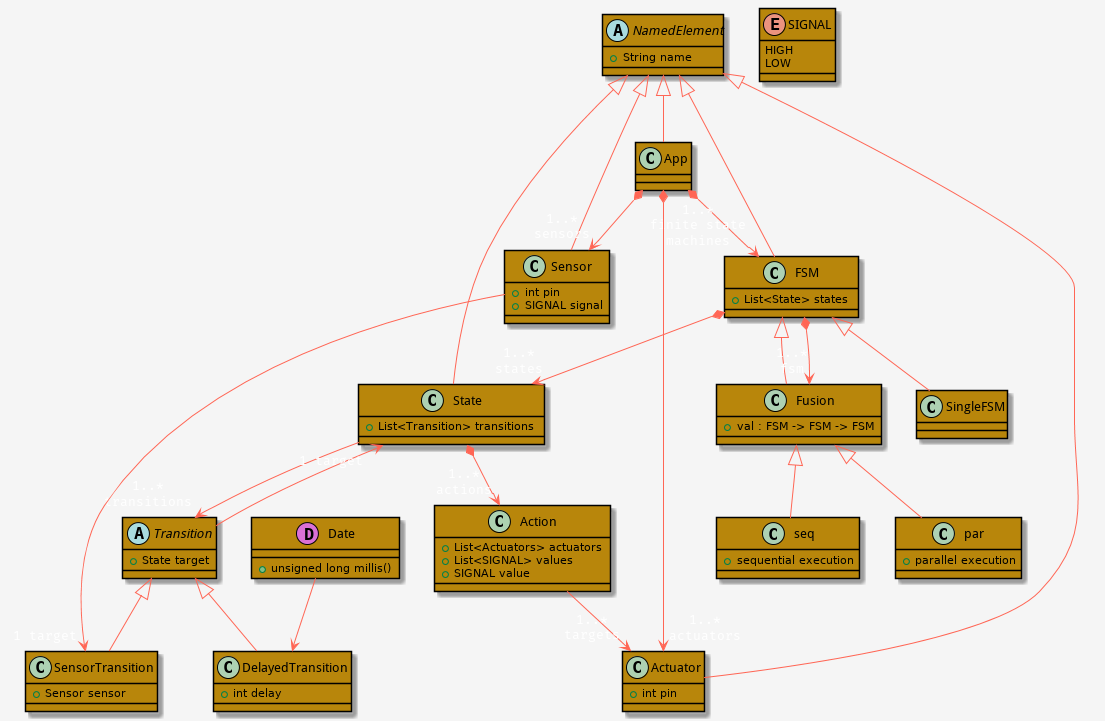 A NamedElement
String name
E SIGNAL
HIGH
LOW
C App
1..*
sensors
1..*
finite state
machines
C Sensor
int pin
SIGNAL signal
C FSM
List<State> states
1..*
states
1..*
C State
List<Transition> transitions
C Fusion
val : FSM -> FSM -> FSM
C SingleFSM
1 target
1..*
transitions
1..*
actions
A Transition
State target
D Date
unsigned long millis()
C Action
List<Actuators> actuators
List<SIGNAL> values
SIGNAL value
C seq
sequential execution
C par
parallel execution
1 target
targets
1..*
actuators
C SensorTransition
Sensor sensor
C DelayedTransition
int delay
C Actuator
int pin